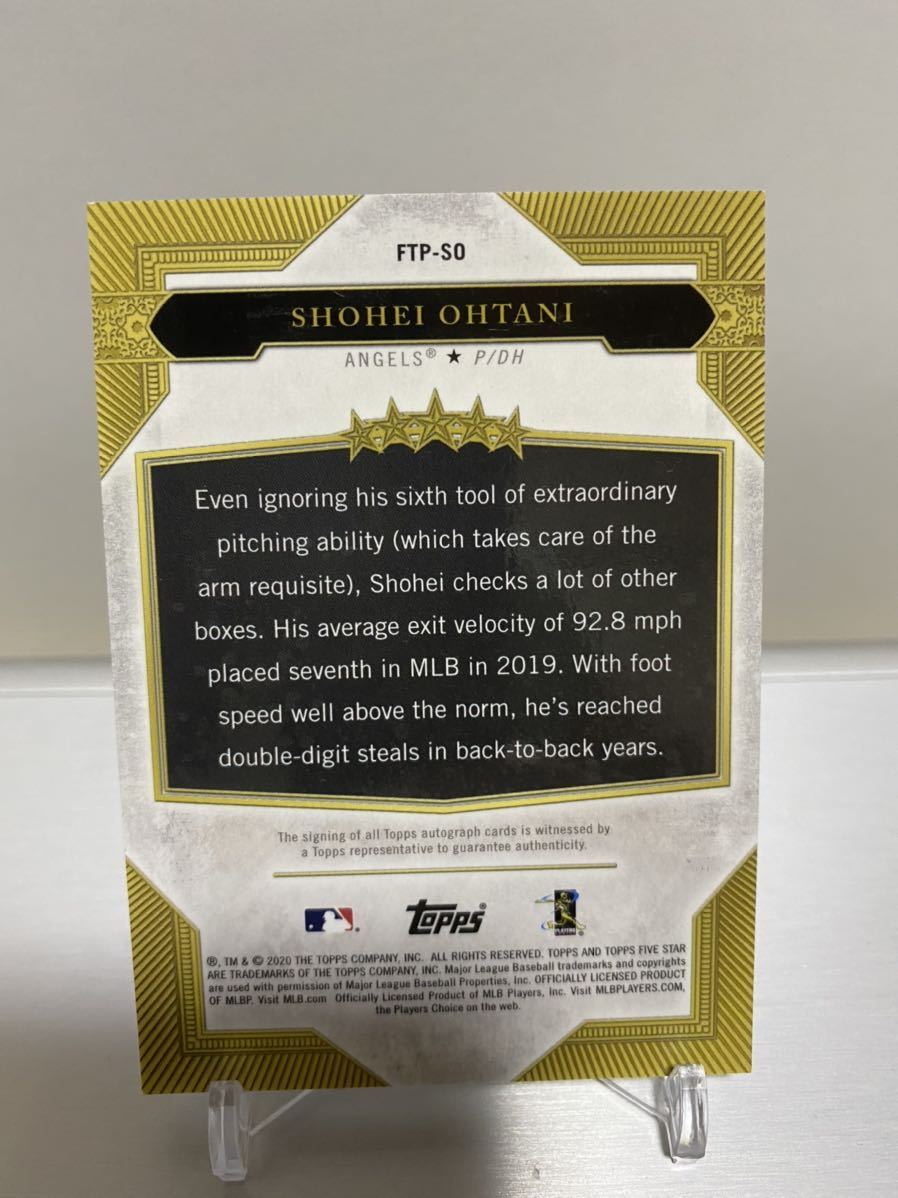 FTP-SO
SHOHEI OHTANI
ANGELS® ★ P/DH
Even ignoring his sixth tool of extraordinary
pitching ability (which takes care of the
arm requisite), Shohei checks a lot of other
boxes. His average exit velocity of 92.8 mph
placed seventh in MLB in 2019. With foot
speed well above the norm, he's reached
double-digit steals in back-to-back years.
The signing of all Topps autograph cards is witnessed by
a Topps representative to guarantee authenticity.
Topps®
PLAYERS
®, TM & © 2020 THE TOPPS COMPANY, INC. ALL RIGHTS RESERVED. TOPPS AND TOPPS FIVE STAR
ARE TRADEMARKS OF THE TOPPS COMPANY, INC. Major League Baseball trademarks and copyrights
are used with permission of Major League Baseball Properties, Inc. OFFICIALLY LICENSED PRODUCT
OF MLBP. Visit MLB.com Officially Licensed Product of MLB Players, Inc. Visit MLBPLAYERS.COM,
the Players Choice on the web.